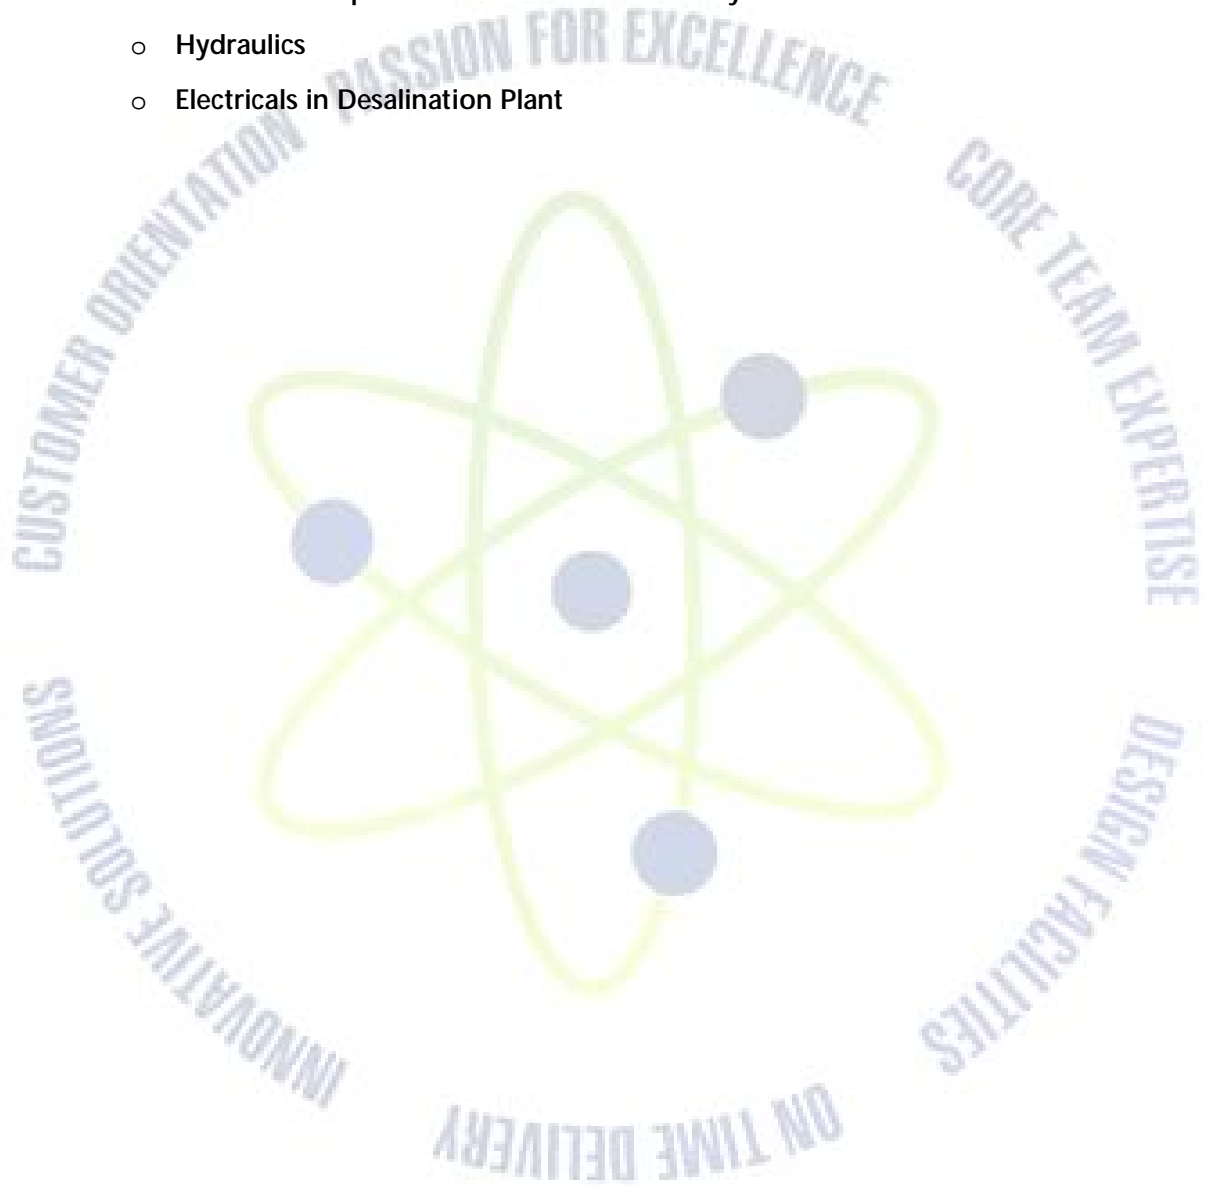 o Hydraulics
o Electricals in Desalination Plant
PASSION FOR EXCELLENCE
CORE TEAM EXPERTISE
DESIGN FACILITIES
ON TIME DELIVERY
INNOVATIVE SOLUTIONS
CUSTOMER ORIENTATION